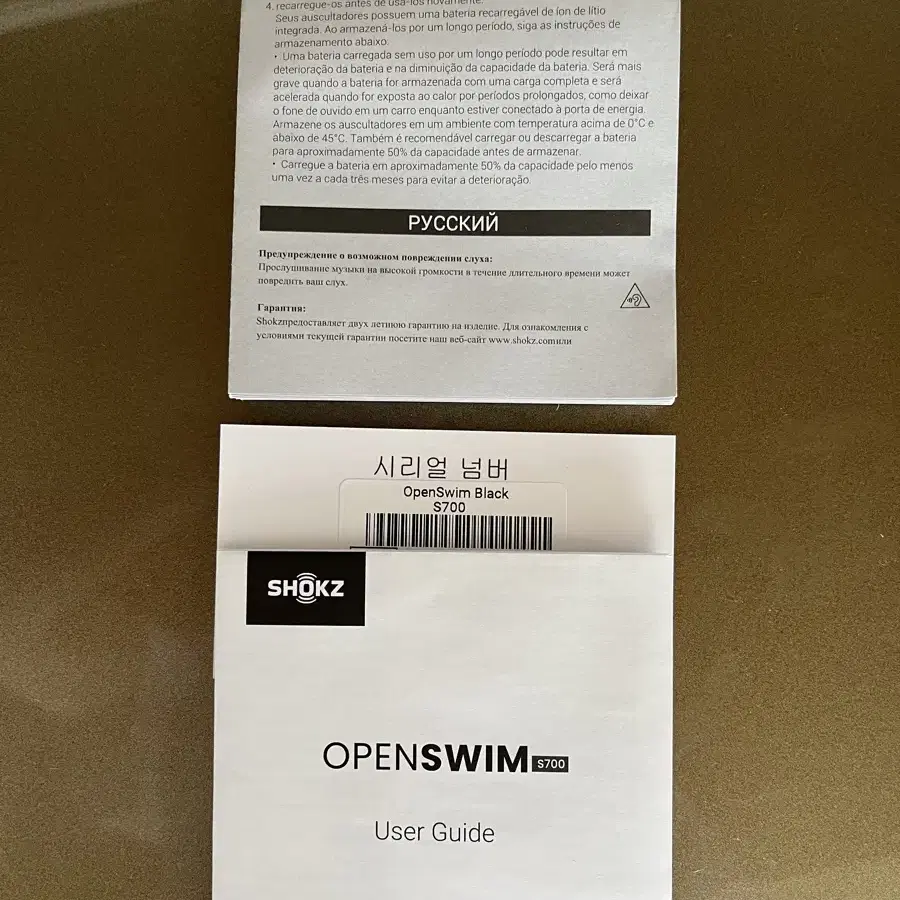 4. recarregue-os antes de usá-los novamente.
Seus auscultadores possuem uma bateria recarregável de íon de lítio
integrada. Ao armazená-los por um longo período, siga as instruções de
armazenamento abaixo.
• Uma bateria carregada sem uso por um longo período pode resultar em
deterioração da bateria e na diminuição da capacidade da bateria. Será mais
grave quando a bateria for armazenada com uma carga completa e será
acelerada quando for exposta ao calor por períodos prolongados, como deixar
o fone de ouvido em um carro enquanto estiver conectado à porta de energia.
Armazene os auscultadores em um ambiente com temperatura acima de 0°C e
abaixo de 45°C. Também é recomendável carregar ou descarregar a bateria
para aproximadamente 50% da capacidade antes de armazenar.
• Carregue a bateria em aproximadamente 50% da capacidade pelo menos
uma vez a cada três meses para evitar a deterioração.
РУССКИЙ
Предупреждение о возможном повреждении слуха:
Прослушивание музыки на высокой громкости в течение длительного времени может
повредить ваш слух.
Гарантия:
Shokzпредоставляет двух летнюю гарантию на изделие. Для ознакомления с
условиями текущей гарантии посетите наш веб-сайт www.shokz.comили
시리얼 넘버
OpenSwim Black
S700
SHOKZ
OPENSWIM S700
User Guide